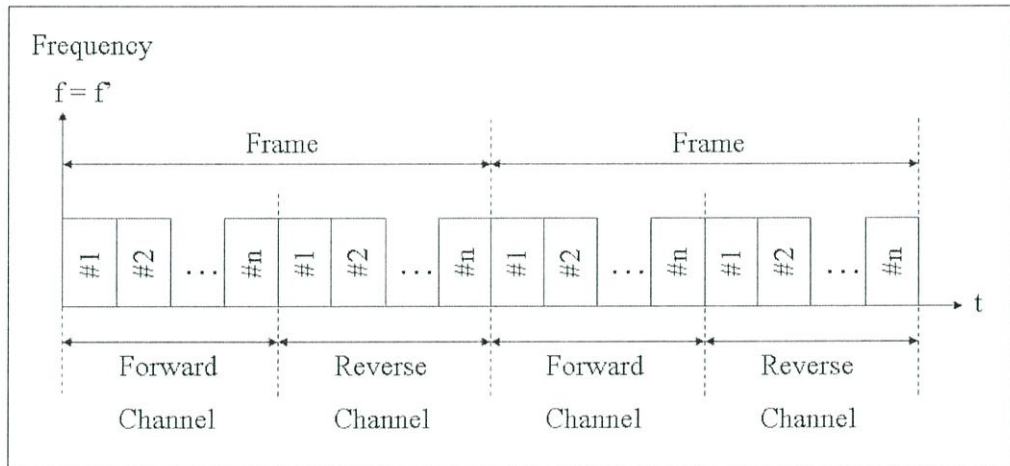 Frequency
f = f'
Frame Frame
#1 #2 ... #n #1 #2 ... #n #1 #2 ... #n #1 #2 ... #n
t
Forward Reverse Forward Reverse
Channel Channel Channel Channel